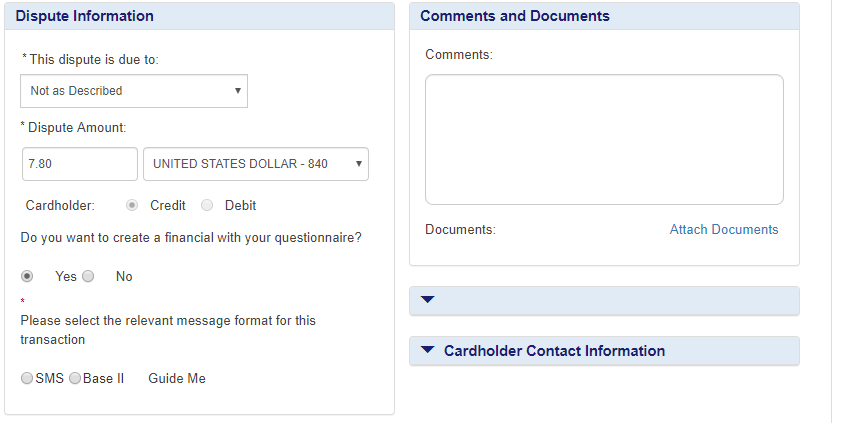 Dispute Information
* This dispute is due to:
Not as Described
* Dispute Amount:
7.80 UNITED STATES DOLLAR - 840
Cardholder: Credit Debit
Do you want to create a financial with your questionnaire?
Yes No
*
Please select the relevant message format for this
transaction
SMS Base II Guide Me
Comments and Documents
Comments:
Documents: Attach Documents
Cardholder Contact Information